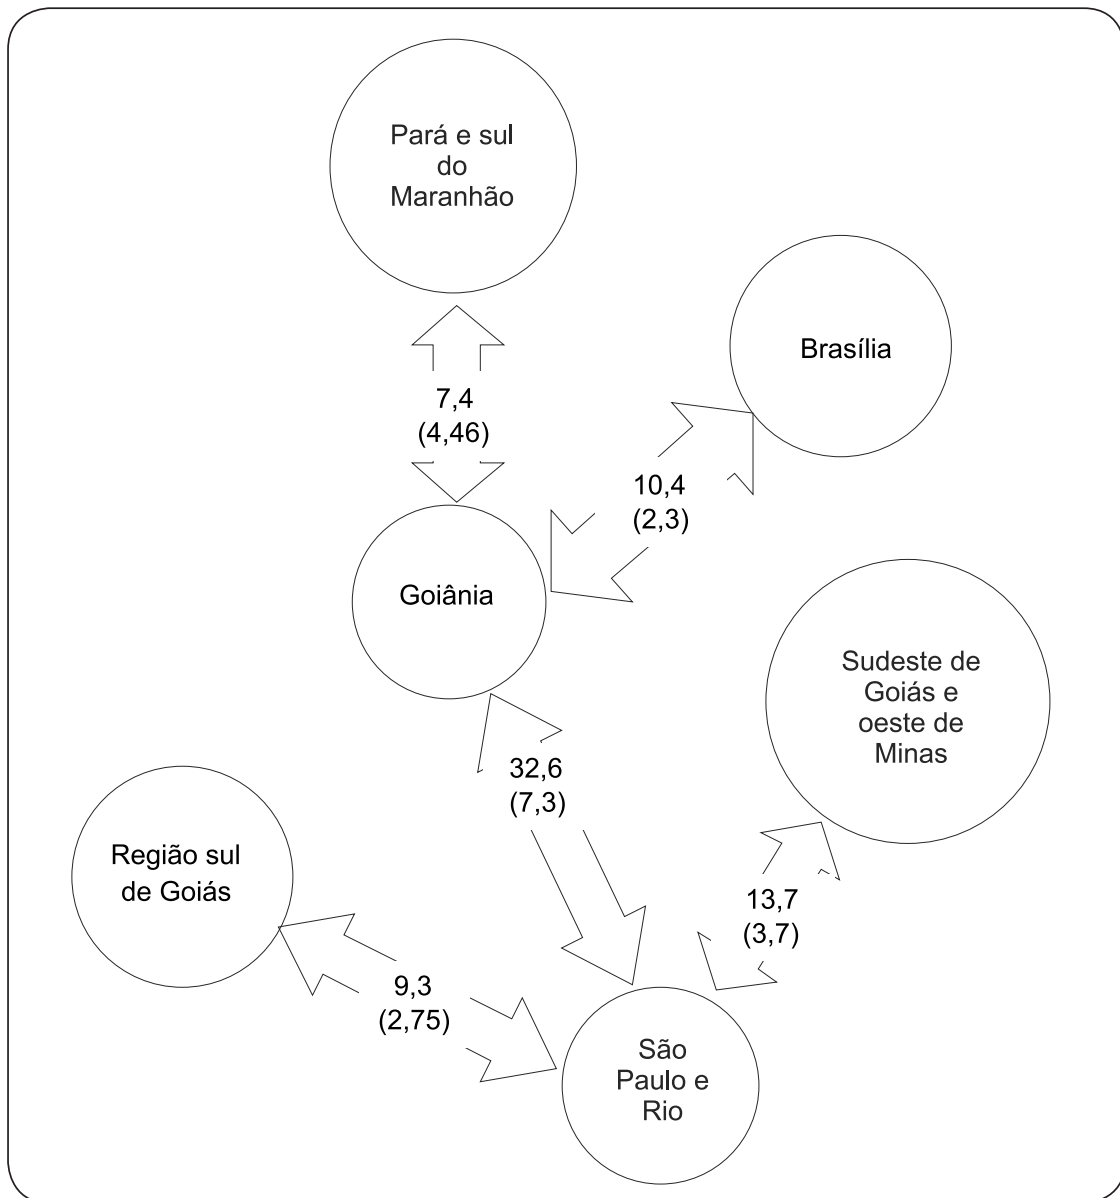 Pará e sul
do
Maranhão
Brasília
7,4
(4,46)
10,4
(2,3)
Goiânia
Sudeste de
Goiás e
oeste de
Minas
32,6
(7,3)
Região sul
de Goiás
13,7
(3,7)
9,3
(2,75)
São
Paulo e
Rio